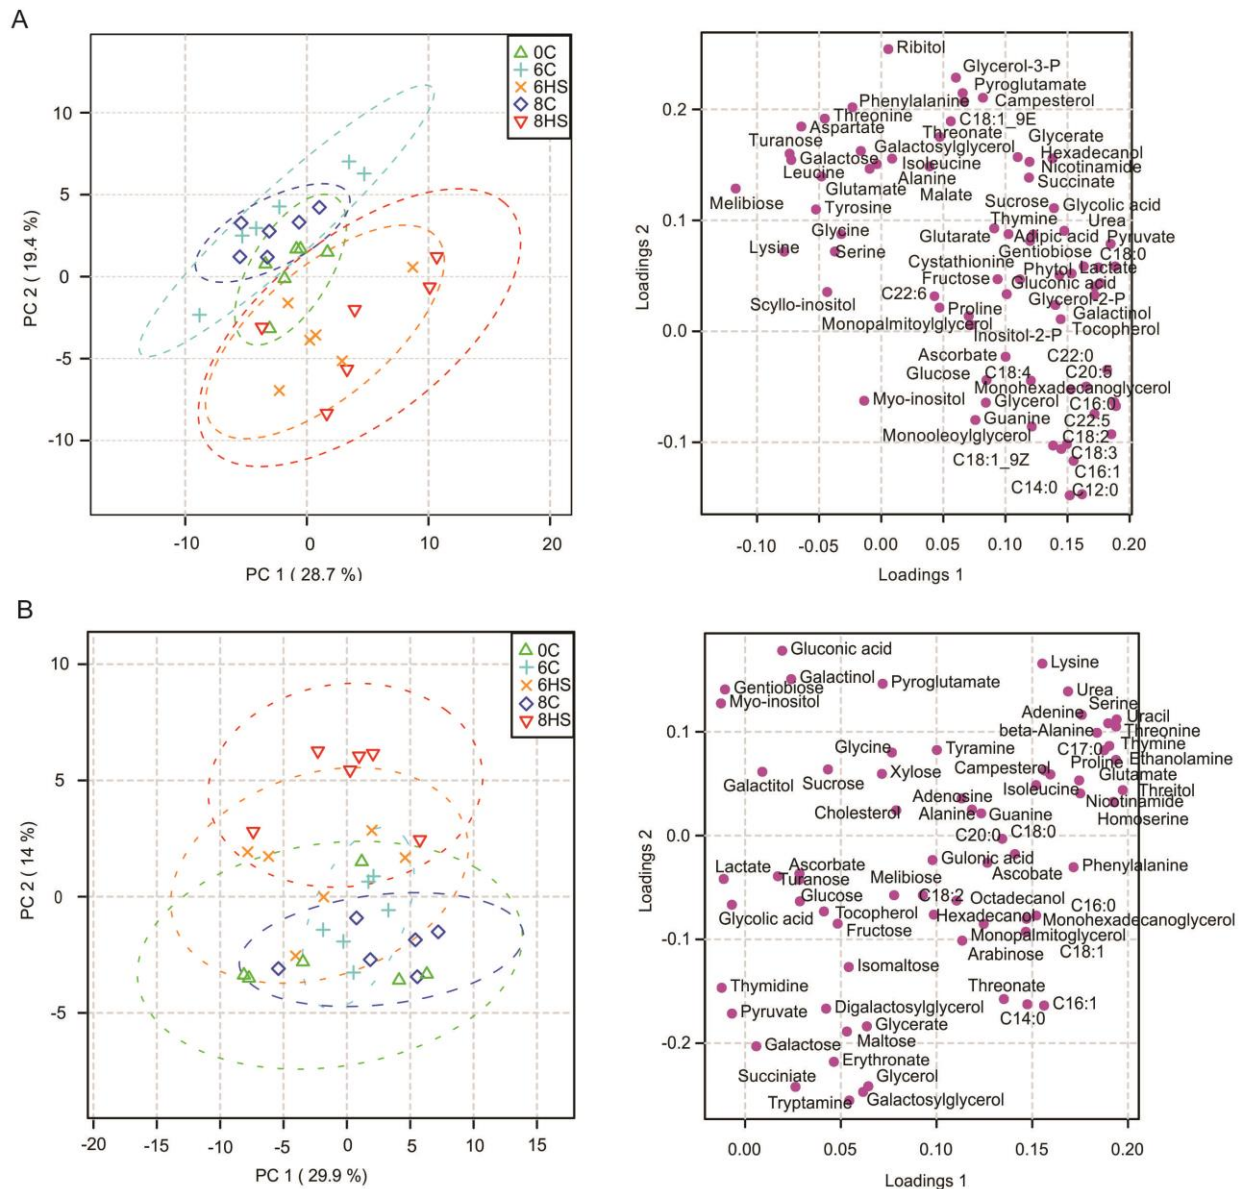 A
0C
6C
6HS
8C
8HS
10
5
0
-5
-10
-10
0
10
20
PC 2 ( 19.4 %)
PC 1 ( 28.7 %)
Ribitol
Glycerol-3-P
Pyroglutamate
Phenylalanine
Campesterol
Threonine
C18:1_9E
Aspartate
Threonate
Glycerate
Turanose
Galactosylglycerol
Hexadecanol
Galactose
Isoleucine
Nicotinamide
Leucine
Alanine
Succinate
Glutamate
Malate
Melibiose
Tyrosine
Sucrose
Glycolic acid
Thymine
Urea
Glycine
Glutarate
Adipic acid
Pyruvate
Lysine
Serine
Gentiobiose
C18:0
Cystathionine
Phytol
Lactate
Fructose
Gluconic acid
Scyllo-inositol
C22:6
Glycerol-2-P
Proline
Galactinol
Monopalmitoylglycerol
Inositol-2-P
Tocopherol
Ascorbate
C22:0
Glucose
C18:4
C20:5
Monohexadecanoglycerol
Myo-inositol
Glycerol
C16:0
Guanine
C22:5
Monooleoylglycerol
C18:2
C18:3
C18:1_9Z
C16:1
C14:0
C12:0
0.2
0.1
0.0
-0.1
-0.10
-0.05
0.00
0.05
0.10
0.15
0.20
Loadings 2
Loadings 1
B
0C
6C
6HS
8C
8HS
10
5
0
-5
-20
-15
-10
-5
0
5
10
15
PC 2 ( 14 %)
PC 1 ( 29.9 %)
Gluconic acid
Lysine
Galactinol
Pyroglutamate
Gentiobiose
Urea
Myo-inositol
Serine
Adenine
Uracil
beta-Alanine
Threonine
Glycine
Tyramine
C17:0
Thymine
Proline
Ethanolamine
Campesterol
Galactitol
Sucrose
Xylose
Glutamate
Isoleucine
Threitol
Adenosine
Nicotinamide
Cholesterol
Alanine
Guanine
Homoserine
C20:0
C18:0
Lactate
Ascorbate
Gulonic acid
Phenylalanine
Turanose
Melibiose
Ascobate
Glucose
C18:2
Octadecanol
C16:0
Glycolic acid
Tocopherol
Hexadecanol
Monohexadecanoglycerol
Fructose
Monopalmitoglycerol
Arabinose
C18:1
Isomaltose
Thymidine
Threonate
Pyruvate
Digalactosylglycerol
C16:1
C14:0
Glycerate
Galactose
Maltose
Erythronate
Succiniate
Glycerol
Tryptamine
Galactosylglycerol
0.1
0.0
-0.1
-0.2
0.00
0.05
0.10
0.15
0.20
Loadings 2
Loadings 1